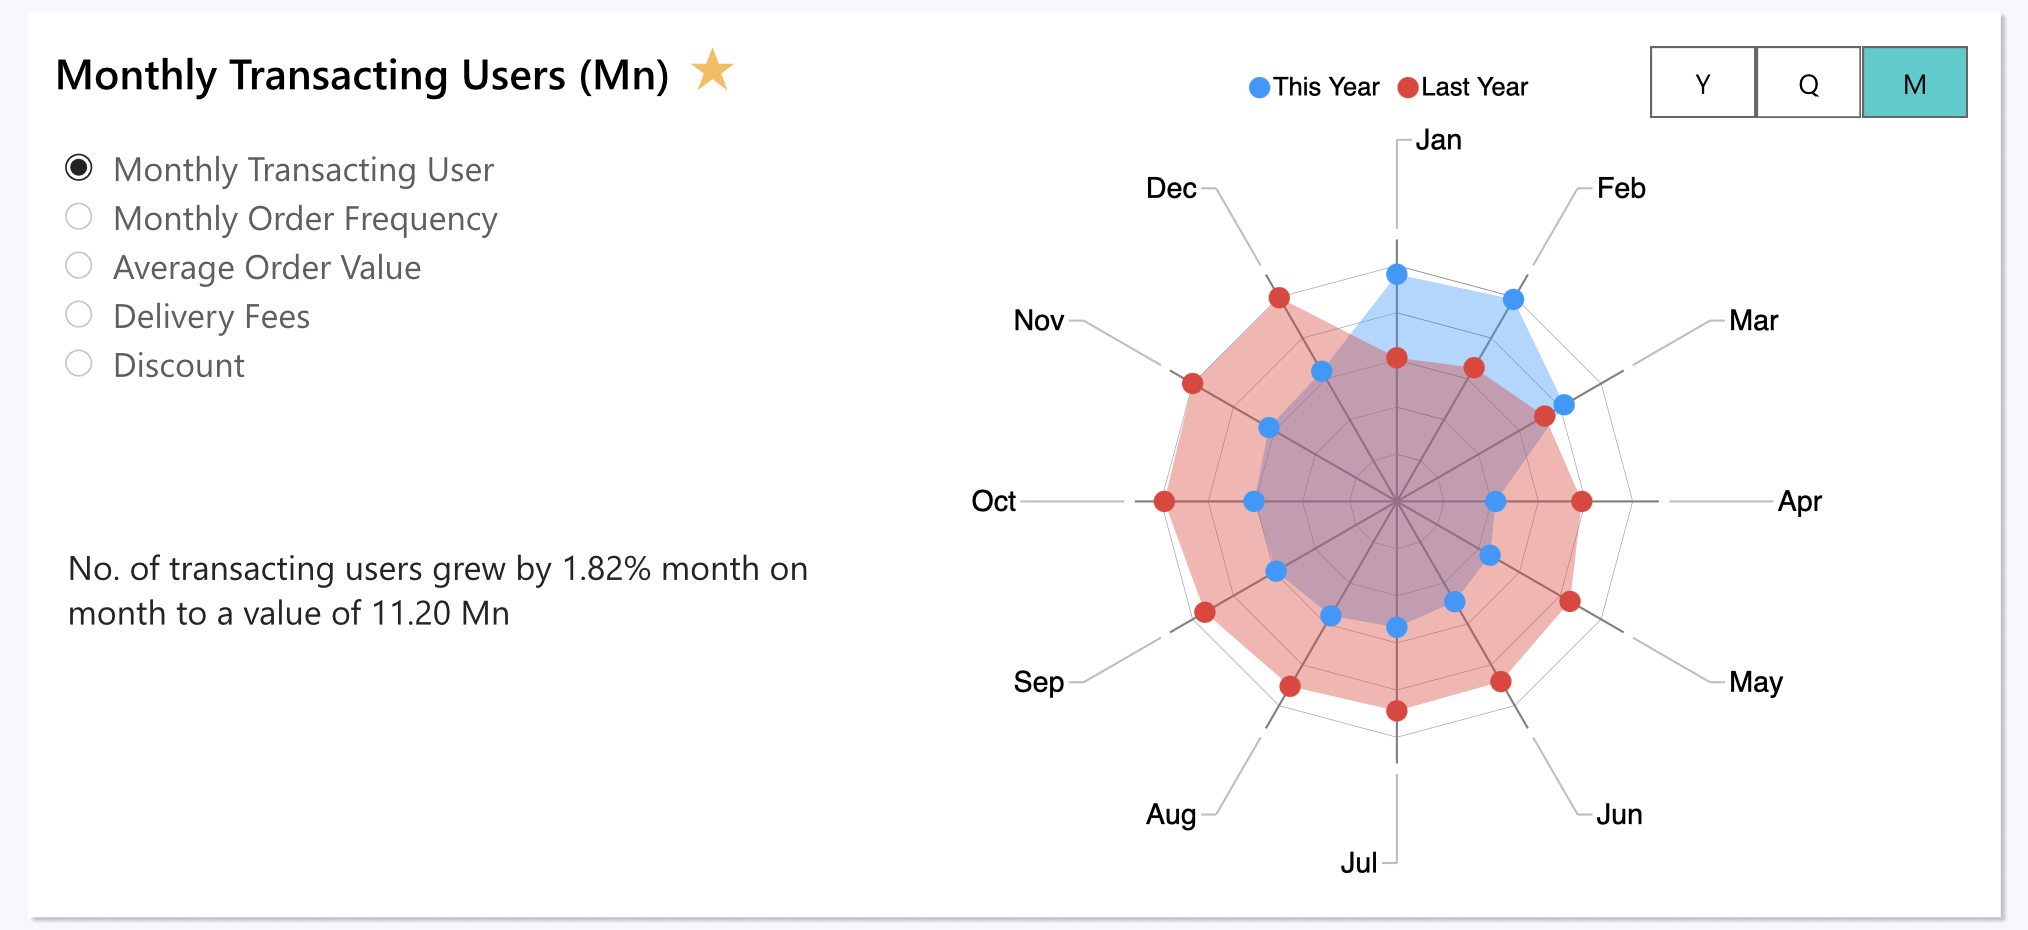 Monthly Transacting Users (Mn)
Monthly Transacting User
Monthly Order Frequency
Average Order Value
Delivery Fees
Discount
No. of transacting users grew by 1.82% month on
month to a value of 11.20 Mn
This Year
Last Year
Y
Q
M
Jan
Feb
Mar
Apr
May
Jun
Jul
Aug
Sep
Oct
Nov
Dec